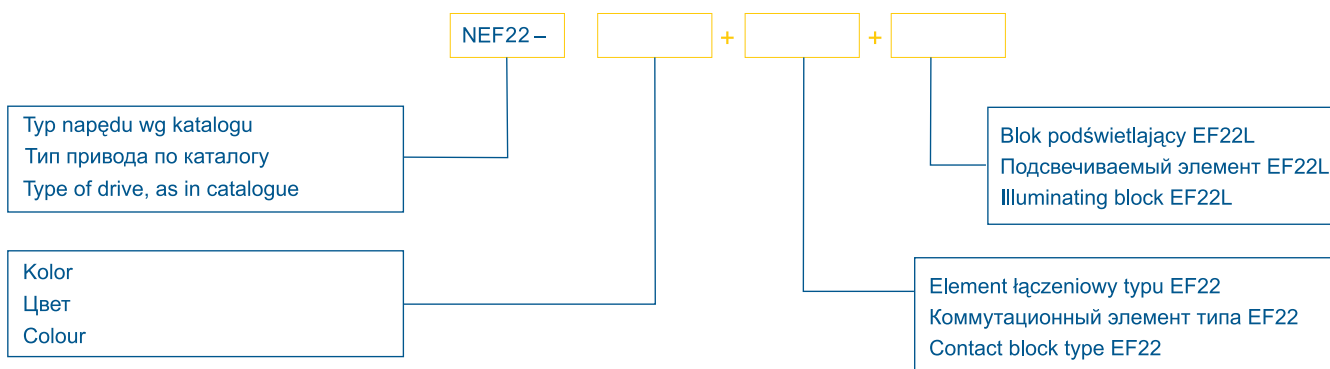 NEF22 – + +
Typ napędu wg katalogu
Тип привода по каталогу
Type of drive, as in catalogue
Blok podświetlający EF22L
Подсвечиваемый элемент EF22L
Illuminating block EF22L
Kolor
Цвет
Colour
Element łączeniowy typu EF22
Коммутационный элемент типа EF22
Contact block type EF22